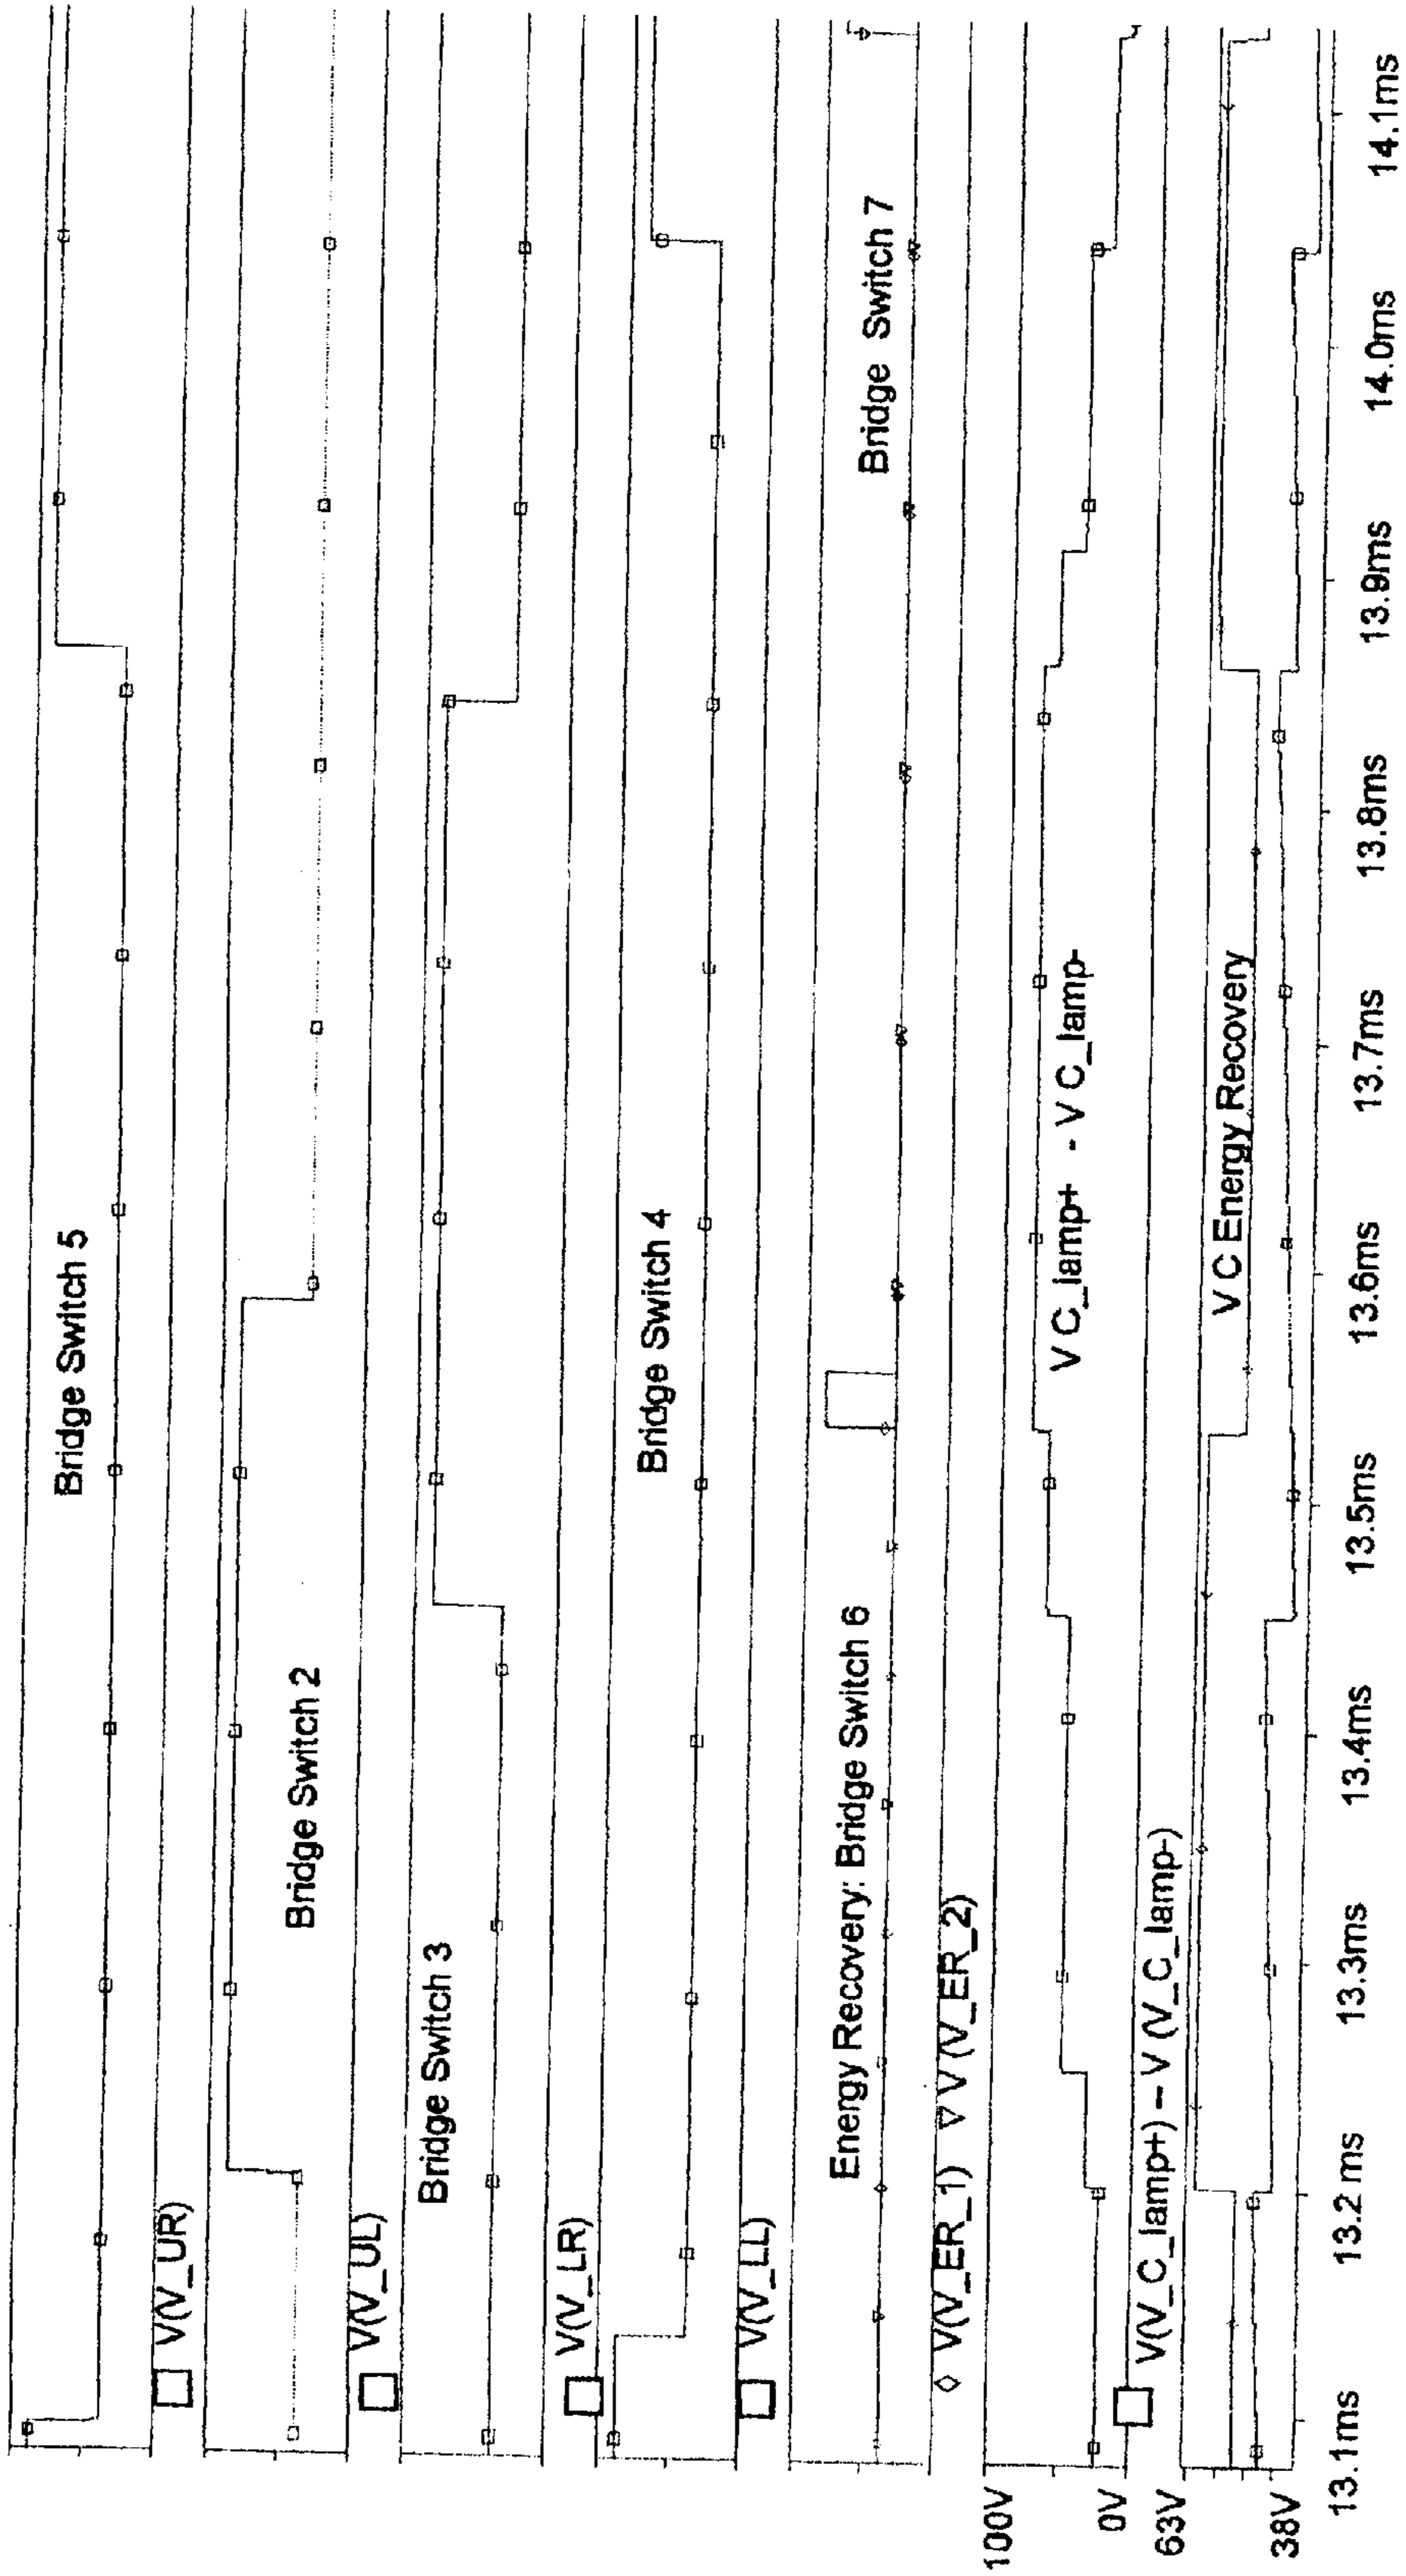 Bridge Switch 5
V(V_UR)
Bridge Switch 2
V(V_UL)
Bridge Switch 3
V(V_LR)
Bridge Switch 4
V(V_LL)
Energy Recovery: Bridge Switch 6
Bridge Switch 7
◇ V(V_ER_1) ▽ V (V_ER_2)
100V
V C_lamp+ - V C_lamp-
0V
V(V_C_lamp+) – V (V_C_lamp-)
63V
V C Energy Recovery
38V
13.1ms 13.2 ms 13.3ms 13.4ms 13.5ms 13.6ms 13.7ms 13.8ms 13.9ms 14.0ms 14.1ms